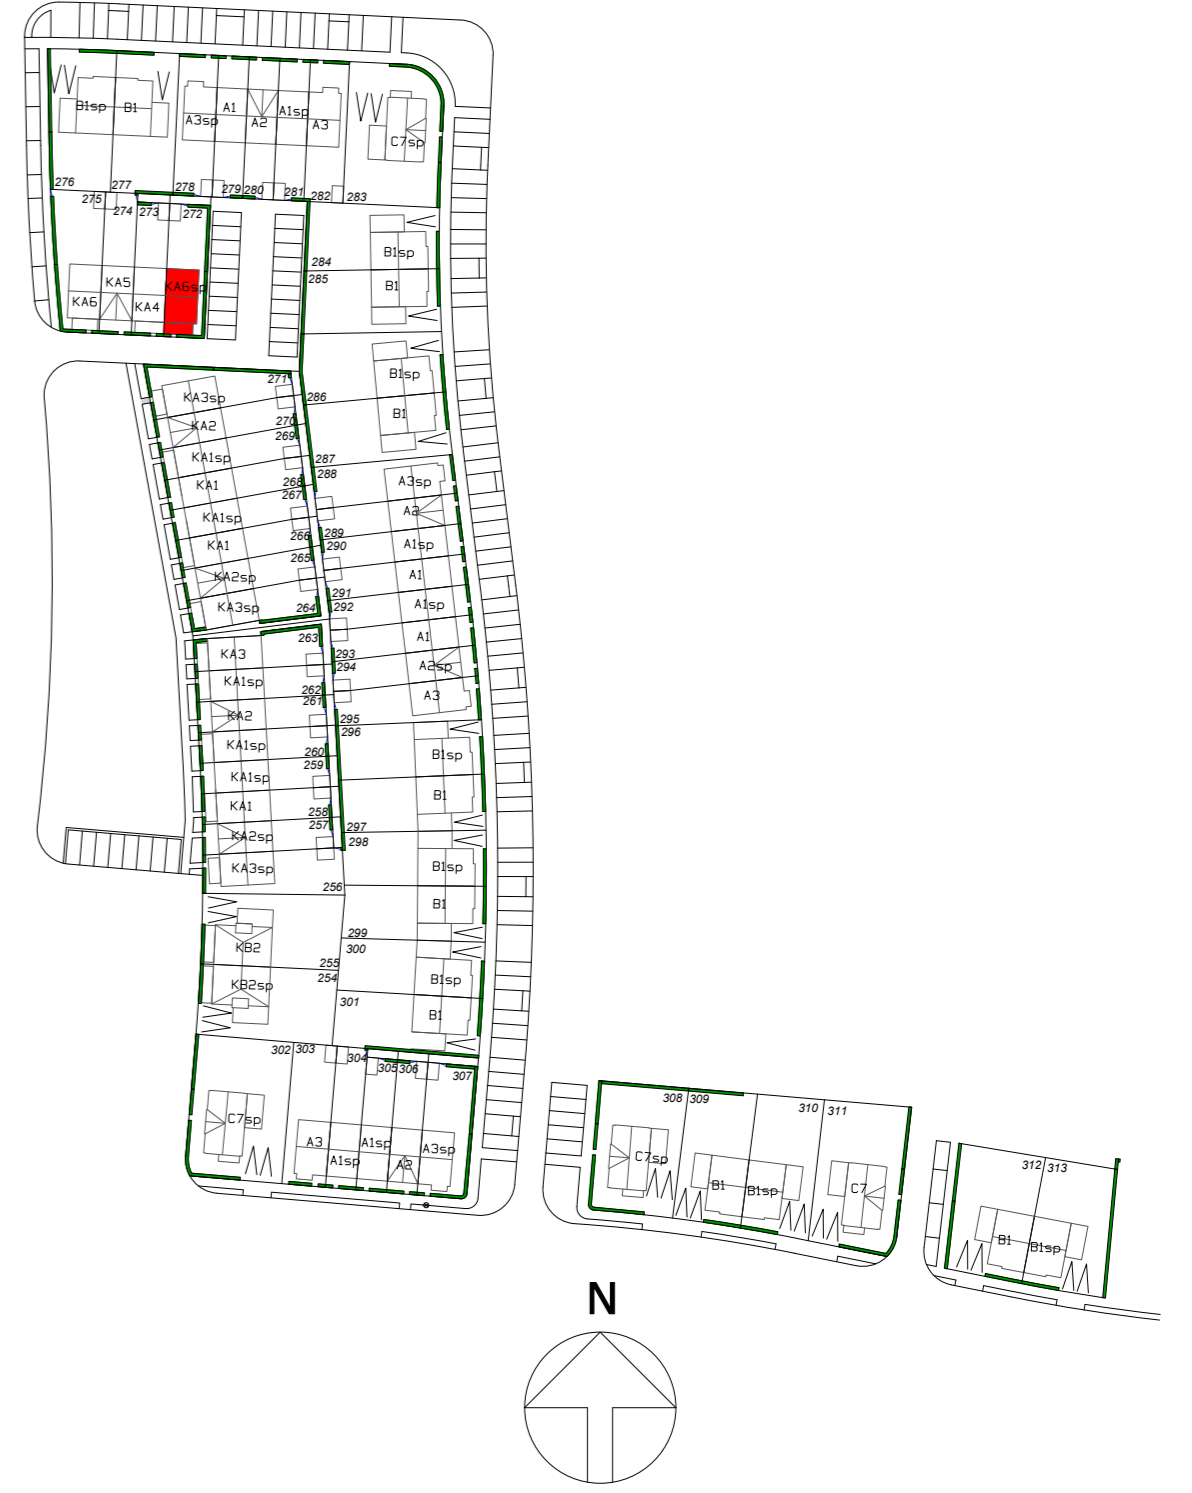 B1sp B1 A3sp A1 A2 A1sp A3 C7sp
276 277 278 279 280 281 282 283
275 274 273 272
B1sp
284
285
B1
KA6 KA5 KA4 KA6sp
B1sp
286
B1
271
KA3sp
KA2
270
269
KA1sp
287
288
268
267
KA1
A3sp
A2
KA1sp
289
290
A1sp
266
265
KA1
A1
KA2sp
291
292
A1sp
KA3sp
264
263
A1
KA3
293
294
A2sp
KA1sp
262
261
A3
KA2
295
296
KA1sp
260
259
B1sp
KA1sp
B1
KA1
258
257
297
298
KA2sp
B1sp
KA3sp
256
B1
299
300
KB2
255
254
B1sp
KB2sp
301
B1
302 303 304 305 306 307
C7sp A3 A1sp A1sp A2 A3sp
308 309 310 311
C7sp B1 B1sp C7
312 313
B1 B1sp
N